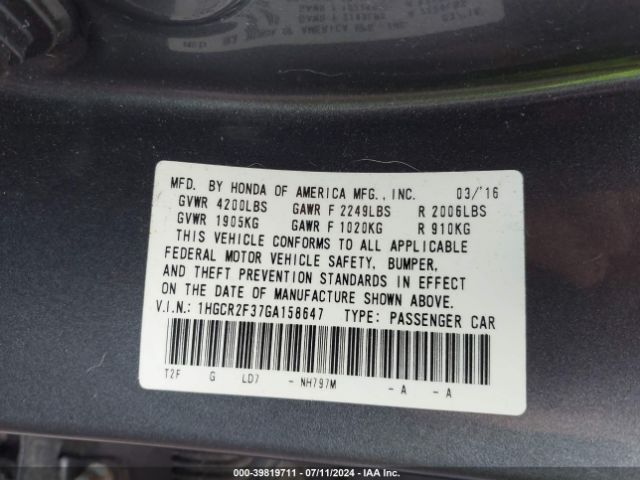 MFD. BY HONDA OF AMERICA MFG., INC. 03/'16
GVWR 4200LBS GAWR F 2249LBS R 2006LBS
GVWR 1905KG GAWR F 1020KG R 910KG
THIS VEHICLE CONFORMS TO ALL APPLICABLE
FEDERAL MOTOR VEHICLE SAFETY, BUMPER,
AND THEFT PREVENTION STANDARDS IN EFFECT
ON THE DATE OF MANUFACTURE SHOWN ABOVE.
V.I.N.: 1HGCR2F37GA158647 TYPE: PASSENGER CAR
T2F G LD7 - NH797M - A - A
000-39819711 - 07/11/2024 - IAA Inc.